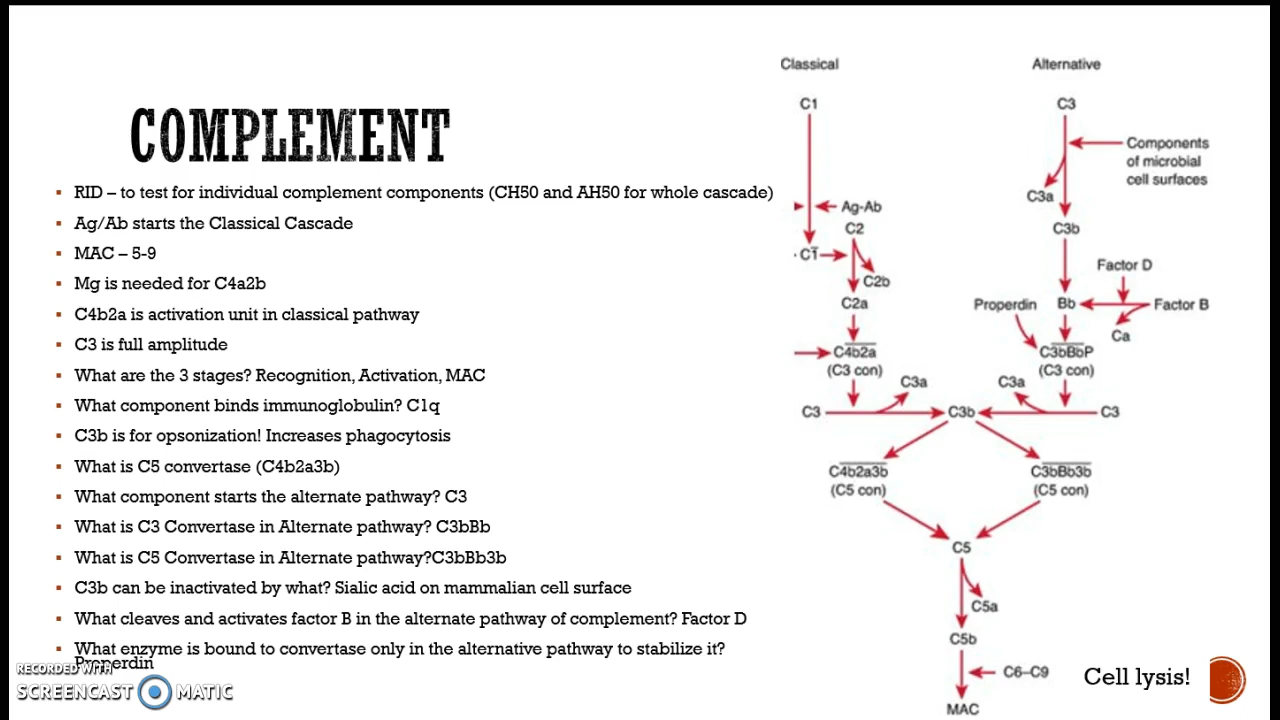 COMPLEMENT
RID – to test for individual complement components (CH50 and AH50 for whole cascade)
Ag/Ab starts the Classical Cascade
MAC – 5-9
Mg is needed for C4a2b
C4b2a is activation unit in classical pathway
C3 is full amplitude
What are the 3 stages? Recognition, Activation, MAC
What component binds immunoglobulin? C1q
C3b is for opsonization! Increases phagocytosis
What is C5 convertase (C4b2a3b)
What component starts the alternate pathway? C3
What is C3 Convertase in Alternate pathway? C3bBb
What is C5 Convertase in Alternate pathway?C3bBb3b
C3b can be inactivated by what? Sialic acid on mammalian cell surface
What cleaves and activates factor B in the alternate pathway of complement? Factor D
What enzyme is bound to convertase only in the alternative pathway to stabilize it?
Properdin
RECORDED WITH
SCREENCAST MATIC
Classical
Alternative
C1
C3
Components
of microbial
cell surfaces
C3a
Ag-Ab
C2
C3b
C1̅
Factor D
C2b
C2a
Properdin
Bb
Factor B
Ca
C4̅b̅2̅a̅
(C3 con)
C3̅b̅B̅b̅P
(C3 con)
C3a
C3a
C3
C3b
C3
C4̅b̅2̅a̅3̅b̅
(C5 con)
C3̅b̅B̅b̅3̅b̅
(C5 con)
C5
C5a
C5b
C6–C9
MAC
Cell lysis!